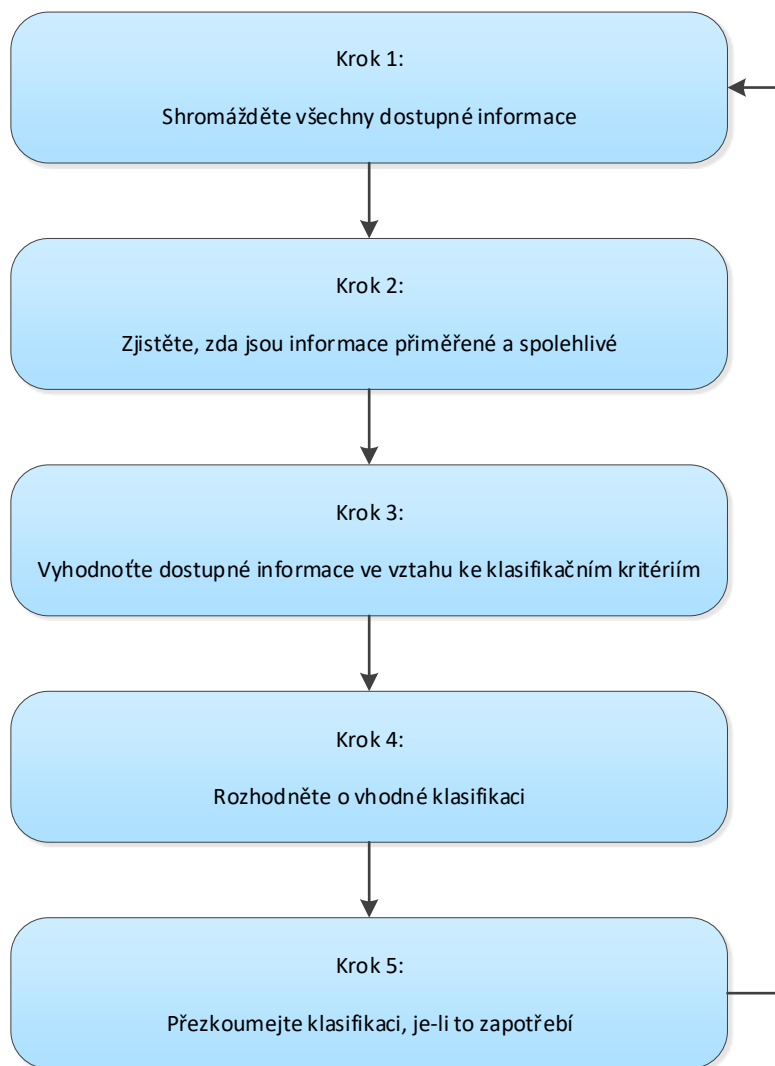 Krok 1:
Shromážděte všechny dostupné informace
Krok 2:
Zjistěte, zda jsou informace přiměřené a spolehlivé
Krok 3:
Vyhodnoťte dostupné informace ve vztahu ke klasifikačním kritériím
Krok 4:
Rozhodněte o vhodné klasifikaci
Krok 5:
Přezkoumejte klasifikaci, je-li to zapotřebí